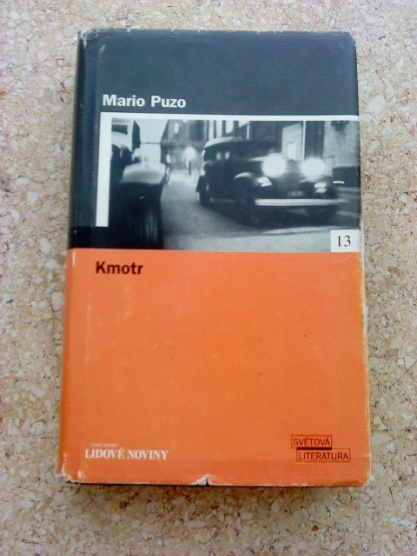 Mario Puzo
13
Kmotr
LIDOVÉ NOVINY
SVĚTOVÁ
LITERATURA